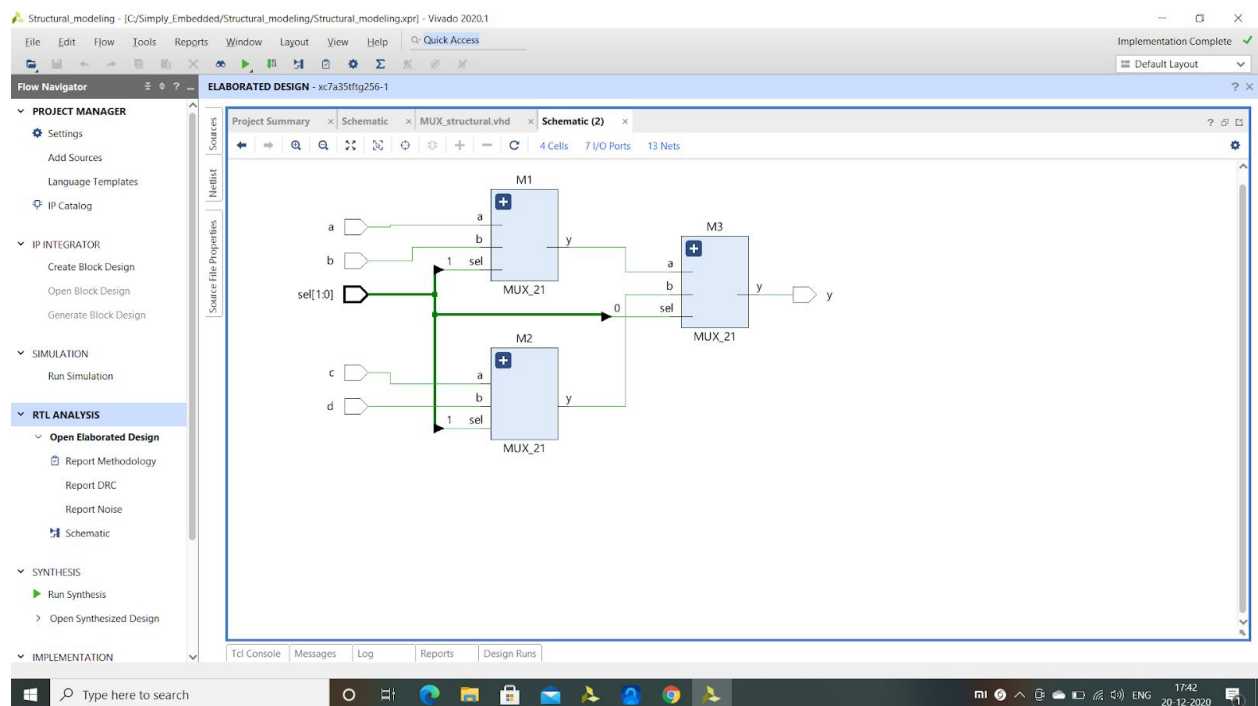 Structural_modeling - [C:/Simply_Embedded/Structural_modeling/Structural_modeling.xpr] - Vivado 2020.1
File Edit Flow Tools Reports Window Layout View Help Quick Access
Implementation Complete
Default Layout
Flow Navigator
ELABORATED DESIGN - xc7a35tftg256-1
PROJECT MANAGER
Settings
Add Sources
Language Templates
IP Catalog
IP INTEGRATOR
Create Block Design
Open Block Design
Generate Block Design
SIMULATION
Run Simulation
RTL ANALYSIS
Open Elaborated Design
Report Methodology
Report DRC
Report Noise
Schematic
SYNTHESIS
Run Synthesis
Open Synthesized Design
IMPLEMENTATION
Sources
Netlist
Source File Properties
Project Summary Schematic MUX_structural.vhd Schematic (2)
4 Cells 7 I/O Ports 13 Nets
M1
a
b
1 sel
y
MUX_21
a
b
sel[1:0]
c
d
M2
a
b
1 sel
y
MUX_21
M3
a
b
0 sel
y
MUX_21
y
Tcl Console Messages Log Reports Design Runs
Type here to search
ENG
17:42
20-12-2020